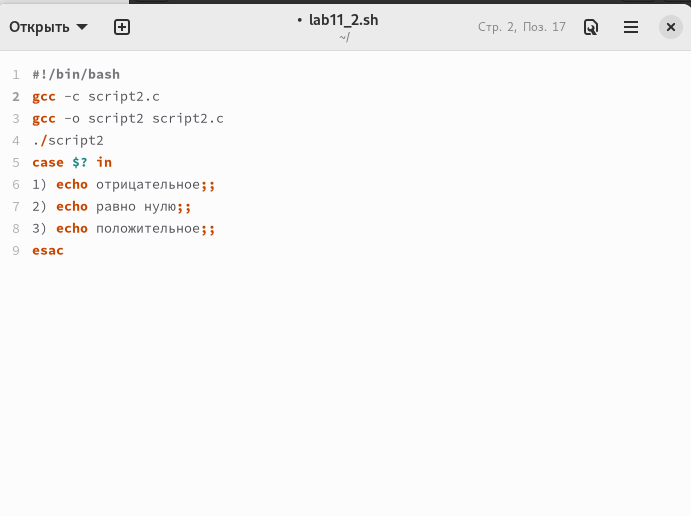 Открыть
• lab11_2.sh
~/
Стр. 2, Поз. 17
1 #!/bin/bash
2 gcc -c script2.c
3 gcc -o script2 script2.c
4 ./script2
5 case $? in
6 1) echo отрицательное;;
7 2) echo равно нулю;;
8 3) echo положительное;;
9 esac